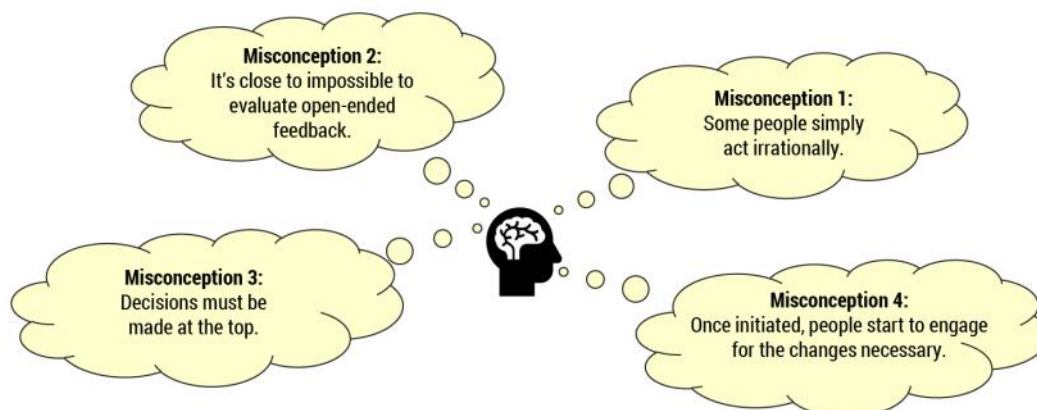 Misconception 2:
It's close to impossible to
evaluate open-ended
feedback.
Misconception 1:
Some people simply
act irrationally.
Misconception 3:
Decisions must be
made at the top.
Misconception 4:
Once initiated, people start to engage
for the changes necessary.